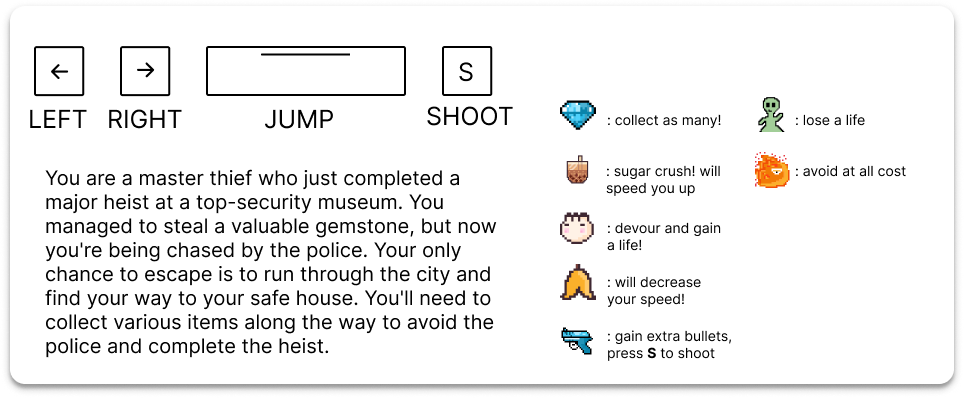 ← → S
LEFT RIGHT JUMP SHOOT
You are a master thief who just completed a
major heist at a top-security museum. You
managed to steal a valuable gemstone, but now
you're being chased by the police. Your only
chance to escape is to run through the city and
find your way to your safe house. You'll need to
collect various items along the way to avoid the
police and complete the heist.
: collect as many!
: sugar crush! will
speed you up
: devour and gain
a life!
: will decrease
your speed!
: gain extra bullets,
press S to shoot
: lose a life
: avoid at all cost